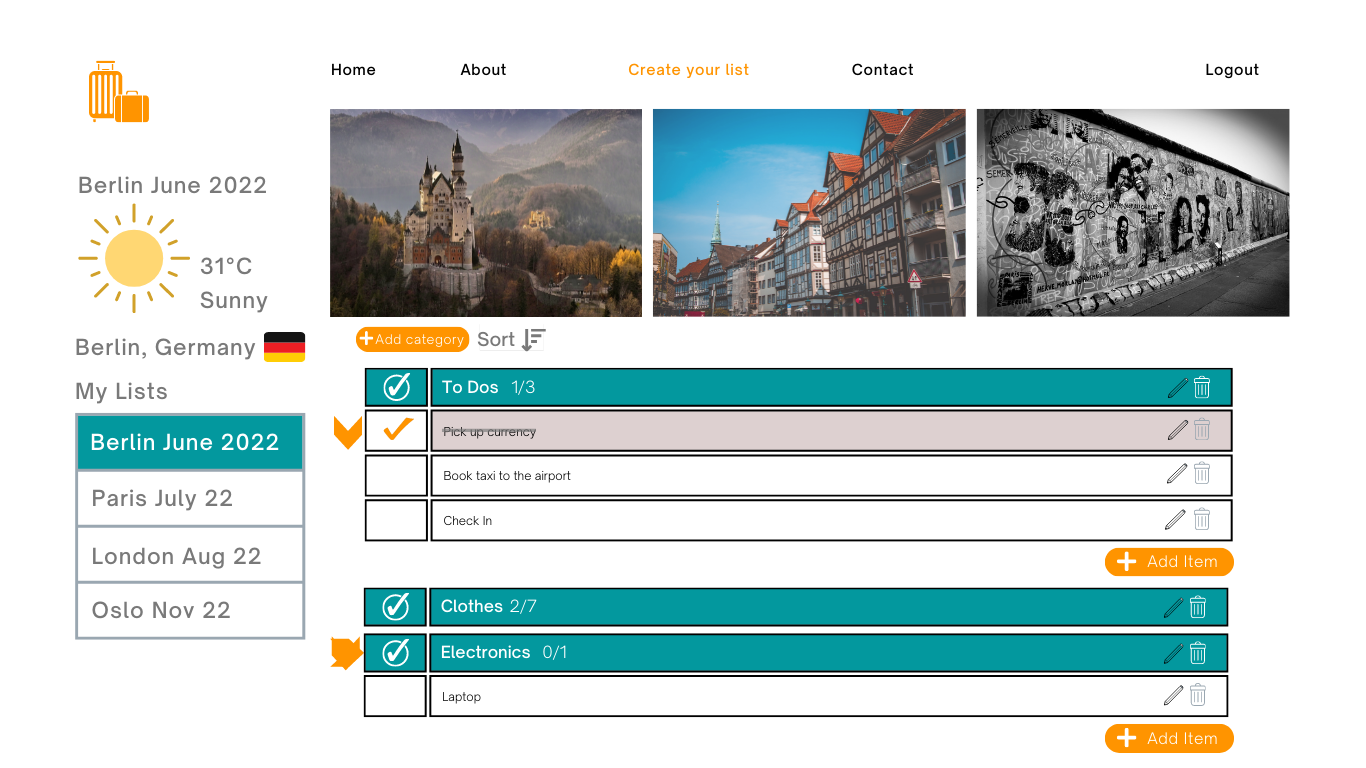 Home About Create your list Contact Logout
Berlin June 2022
31°C
Sunny
Berlin, Germany
My Lists
Berlin June 2022
Paris July 22
London Aug 22
Oslo Nov 22
Add category Sort
To Dos 1/3
Pick up currency
Book taxi to the airport
Check In
Add Item
Clothes 2/7
Electronics 0/1
Laptop
Add Item